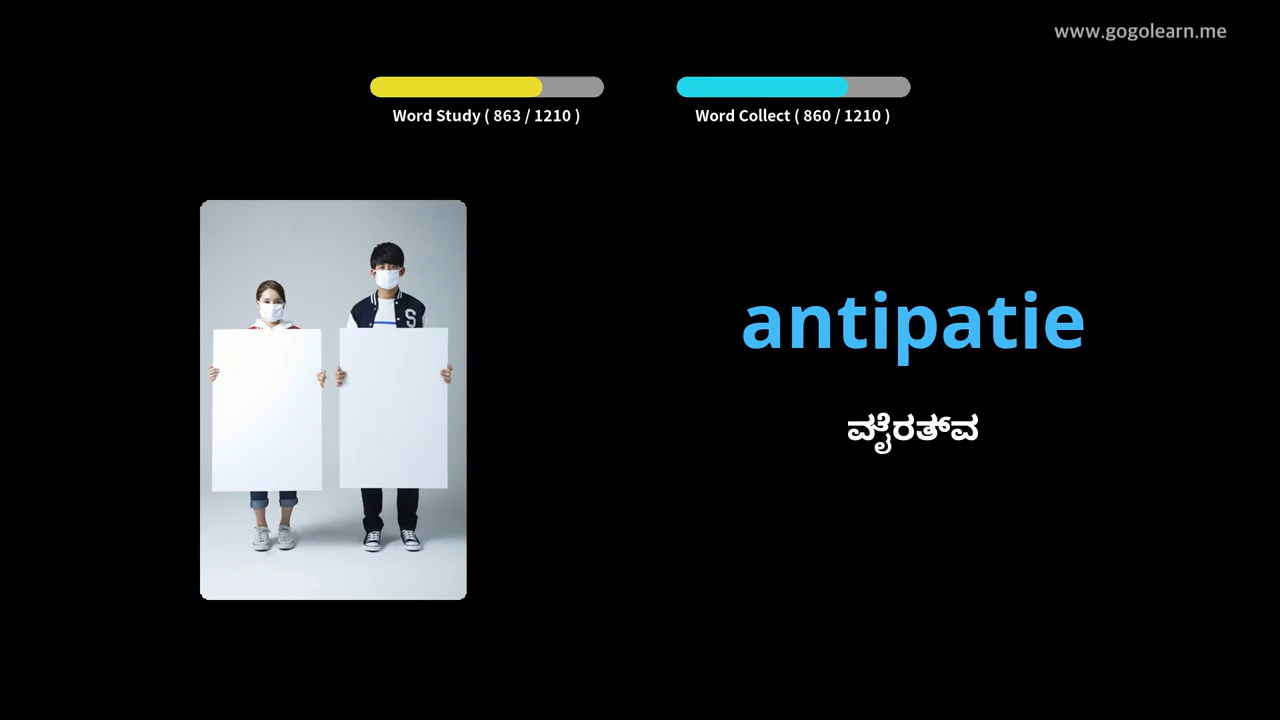 www.gogolearn.me
Word Study ( 863 / 1210 )
Word Collect ( 860 / 1210 )
S
antipatie
ವೈರತ್ವ